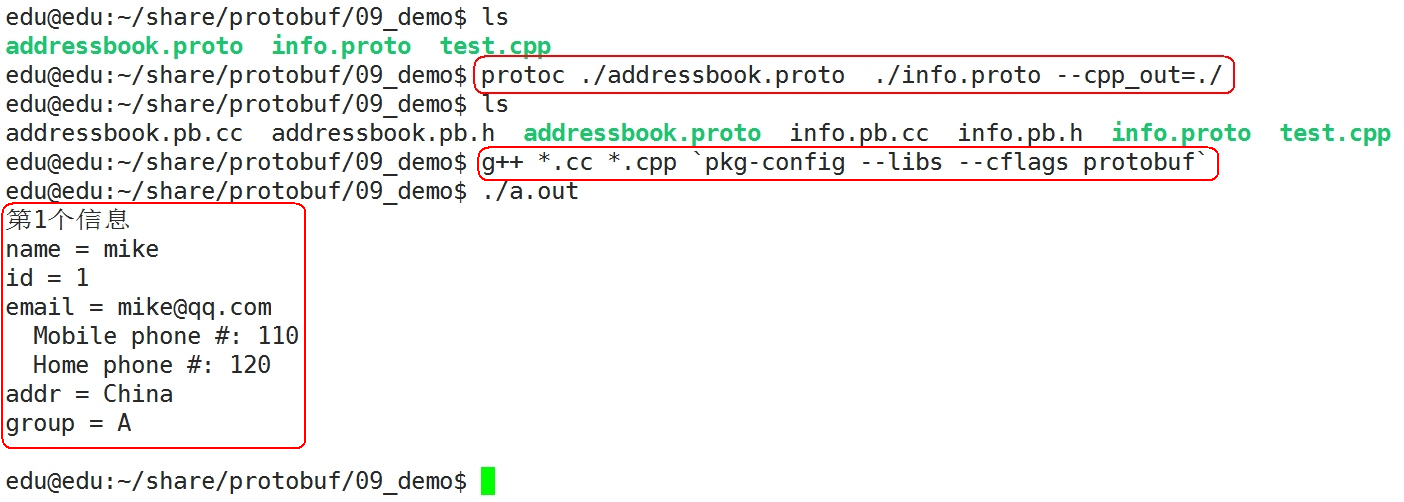 edu@edu:~/share/protobuf/09_demo$ ls
addressbook.proto  info.proto  test.cpp
edu@edu:~/share/protobuf/09_demo$ protoc ./addressbook.proto  ./info.proto --cpp_out=./
edu@edu:~/share/protobuf/09_demo$ ls
addressbook.pb.cc  addressbook.pb.h  addressbook.proto  info.pb.cc  info.pb.h  info.proto  test.cpp
edu@edu:~/share/protobuf/09_demo$ g++ *.cc *.cpp `pkg-config --libs --cflags protobuf`
edu@edu:~/share/protobuf/09_demo$ ./a.out
第1个信息
name = mike
id = 1
email = mike@qq.com
  Mobile phone #: 110
  Home phone #: 120
addr = China
group = A
edu@edu:~/share/protobuf/09_demo$